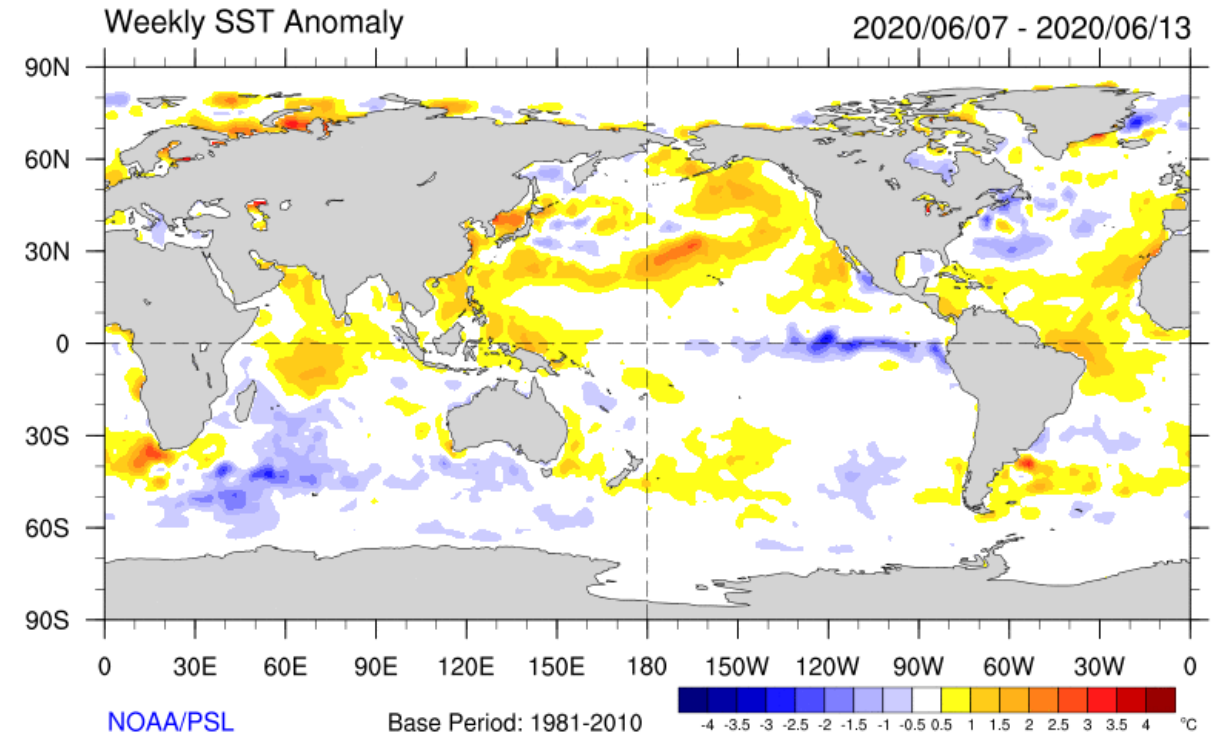 Weekly SST Anomaly 2020/06/07 - 2020/06/13
90N
60N
30N
0
30S
60S
90S
0 30E 60E 90E 120E 150E 180 150W 120W 90W 60W 30W 0
-4 -3.5 -3 -2.5 -2 -1.5 -1 -0.5 0.5 1 1.5 2 2.5 3 3.5 4 °C
NOAA/PSL Base Period: 1981-2010